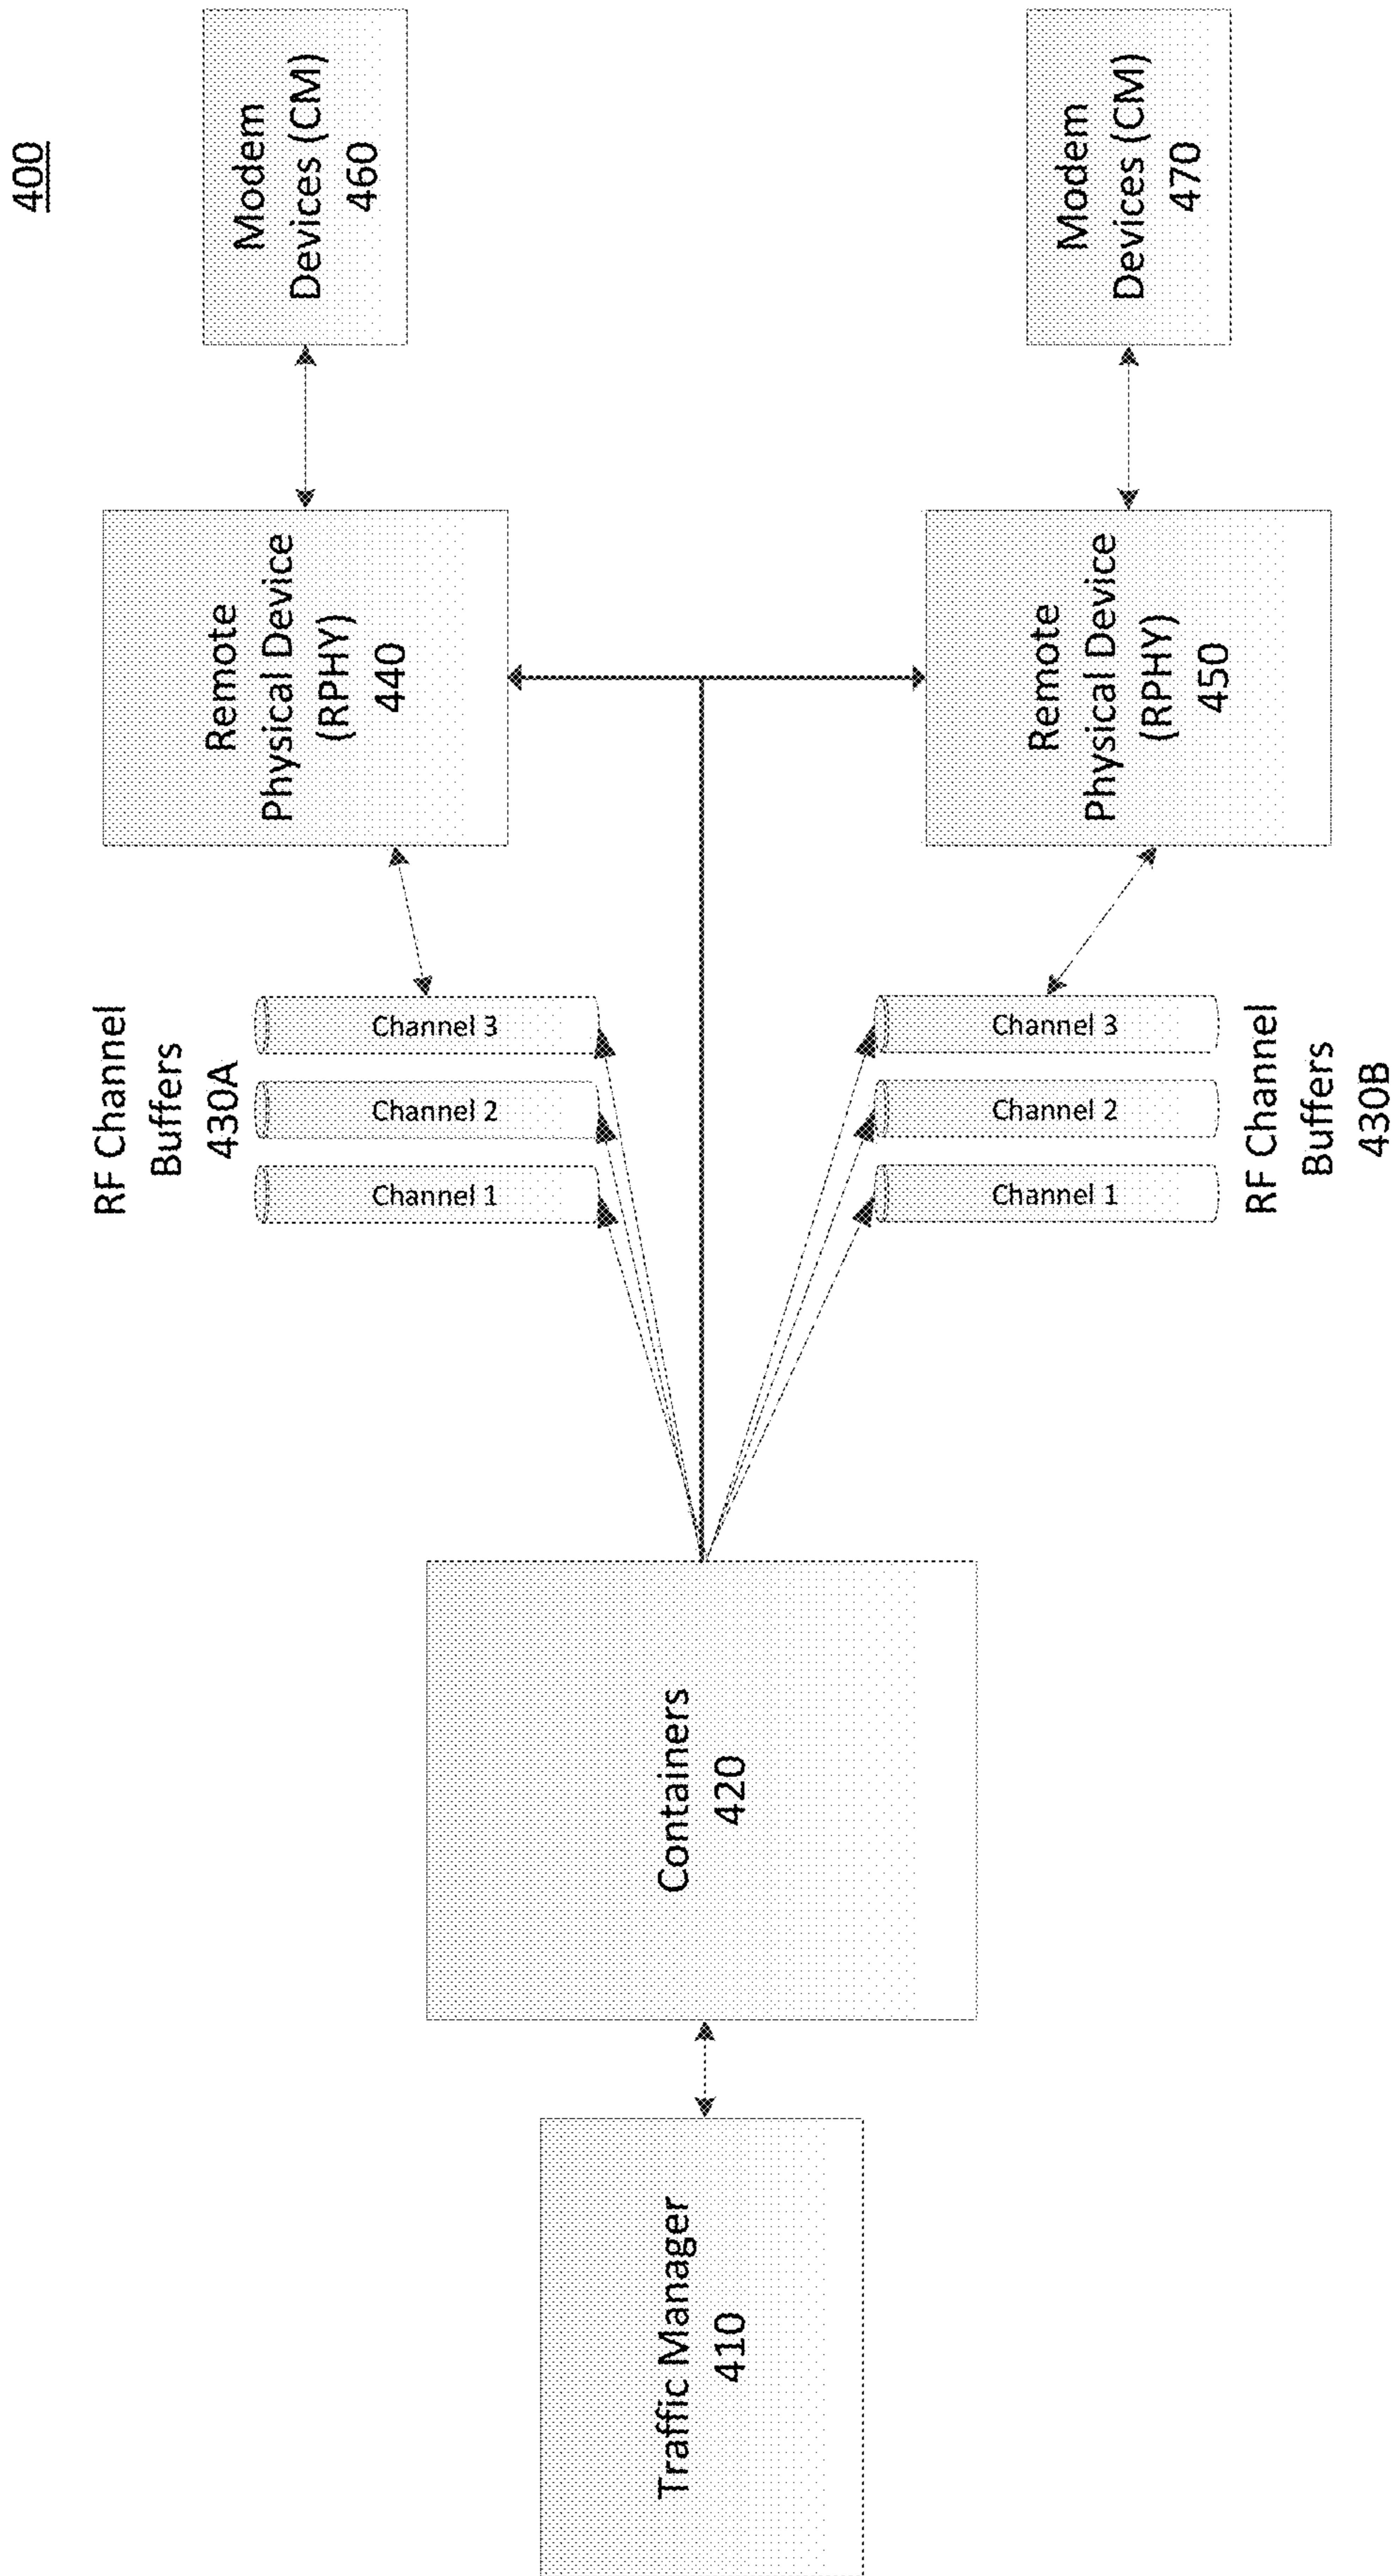 400
Traffic Manager
410
Containers
420
RF Channel
Buffers
430A
Channel 1
Channel 2
Channel 3
Channel 1
Channel 2
Channel 3
RF Channel
Buffers
430B
Remote
Physical Device
(RPHY)
440
Remote
Physical Device
(RPHY)
450
Modem
Devices (CM)
460
Modem
Devices (CM)
470